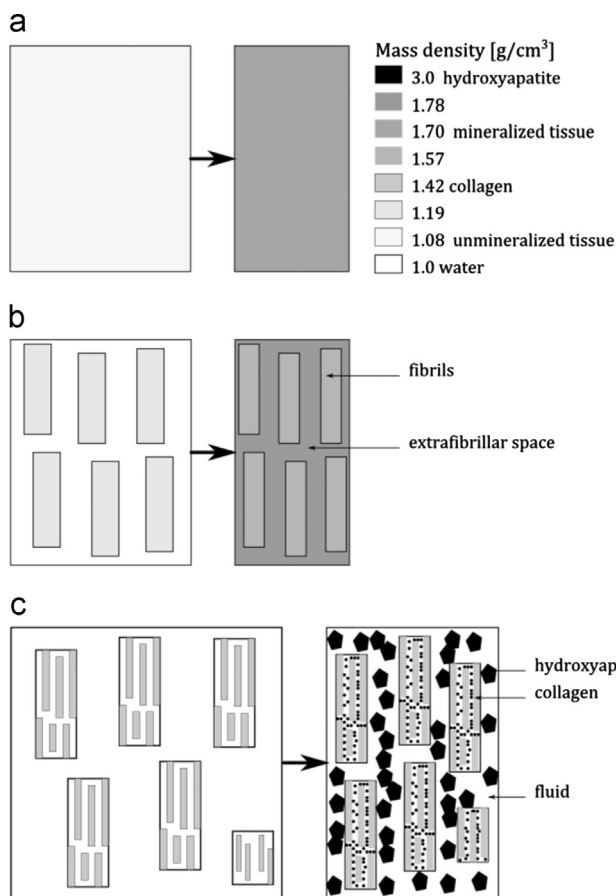 a
Mass density [g/cm³]
3.0 hydroxyapatite
1.78
1.70 mineralized tissue
1.57
1.42 collagen
1.19
1.08 unmineralized tissue
1.0 water
b
fibrils
extrafibrillar space
c
hydroxyap
collagen
fluid